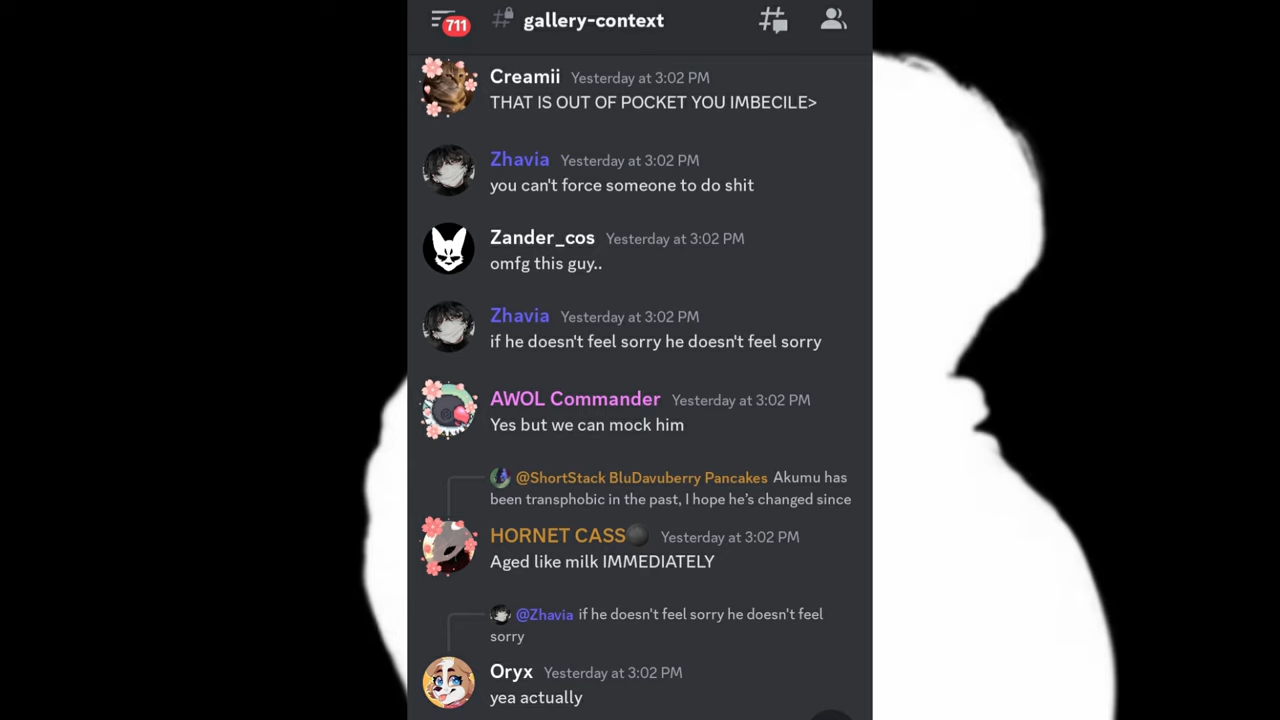 711
gallery-context
Creamii Yesterday at 3:02 PM
THAT IS OUT OF POCKET YOU IMBECILE>
Zhavia Yesterday at 3:02 PM
you can't force someone to do shit
Zander_cos Yesterday at 3:02 PM
omfg this guy..
Zhavia Yesterday at 3:02 PM
if he doesn't feel sorry he doesn't feel sorry
AWOL Commander Yesterday at 3:02 PM
Yes but we can mock him
@ShortStack BluDavuberry Pancakes Akumu has
been transphobic in the past, I hope he's changed since
HORNET CASS Yesterday at 3:02 PM
Aged like milk IMMEDIATELY
@Zhavia if he doesn't feel sorry he doesn't feel
sorry
Oryx Yesterday at 3:02 PM
yea actually